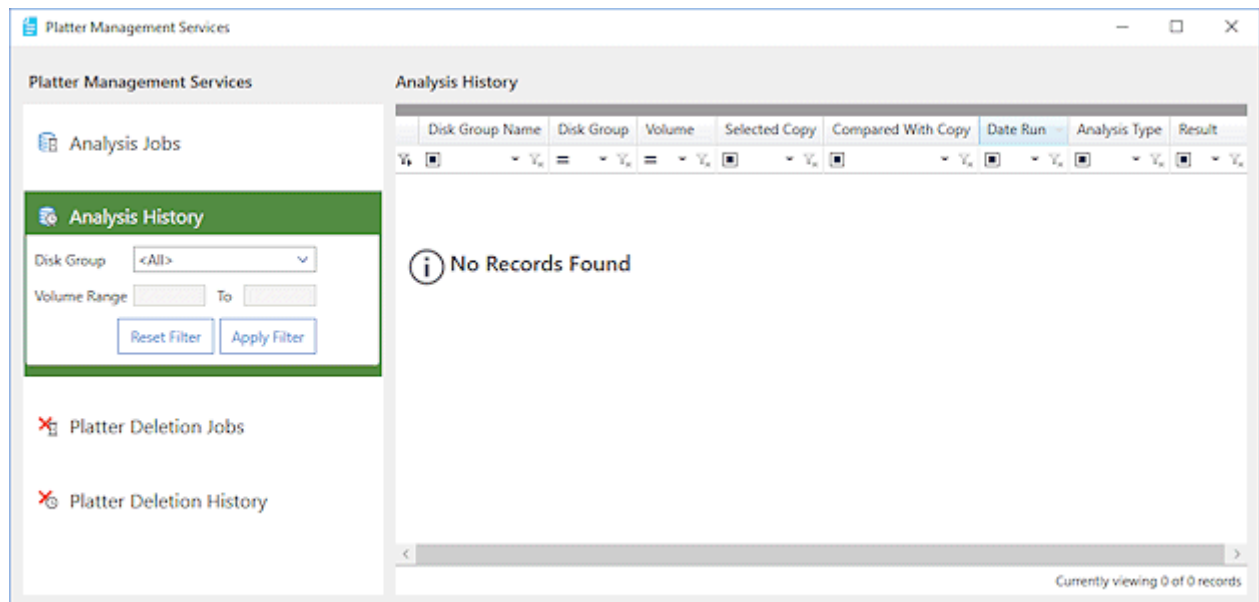 Platter Management Services
Platter Management Services
Analysis Jobs
Analysis History
Disk Group <All>
Volume Range To
Reset Filter Apply Filter
Platter Deletion Jobs
Platter Deletion History
Analysis History
Disk Group Name Disk Group Volume Selected Copy Compared With Copy Date Run Analysis Type Result
= =
No Records Found
Currently viewing 0 of 0 records